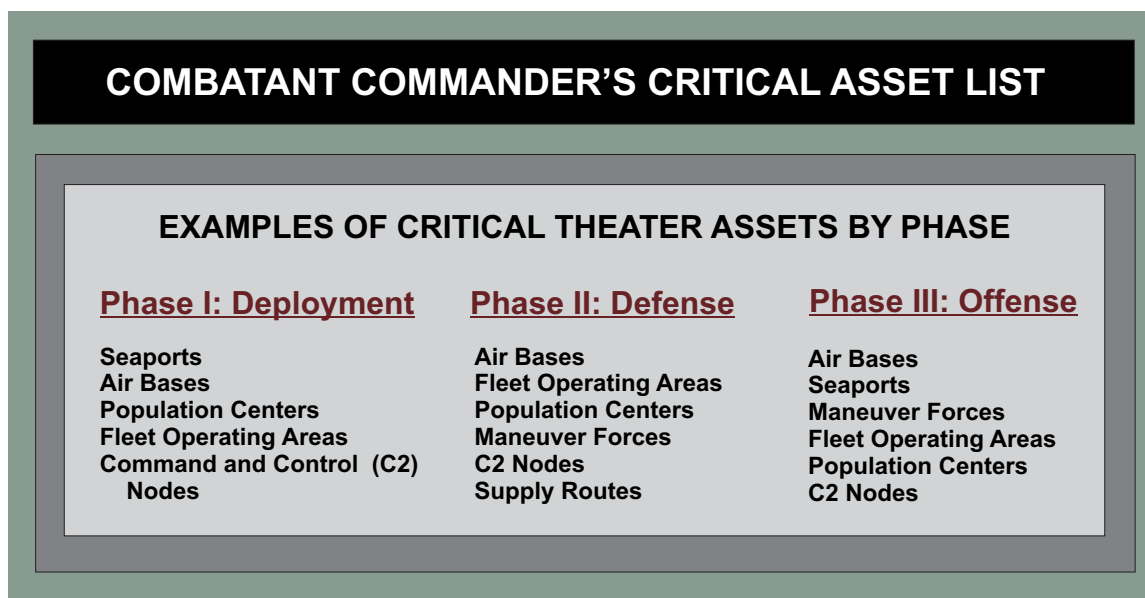 COMBATANT COMMANDER’S CRITICAL ASSET LIST
EXAMPLES OF CRITICAL THEATER ASSETS BY PHASE
Phase I: Deployment
Seaports
Air Bases
Population Centers
Fleet Operating Areas
Command and Control (C2)
Nodes
Phase II: Defense
Air Bases
Fleet Operating Areas
Population Centers
Maneuver Forces
C2 Nodes
Supply Routes
Phase III: Offense
Air Bases
Seaports
Maneuver Forces
Fleet Operating Areas
Population Centers
C2 Nodes